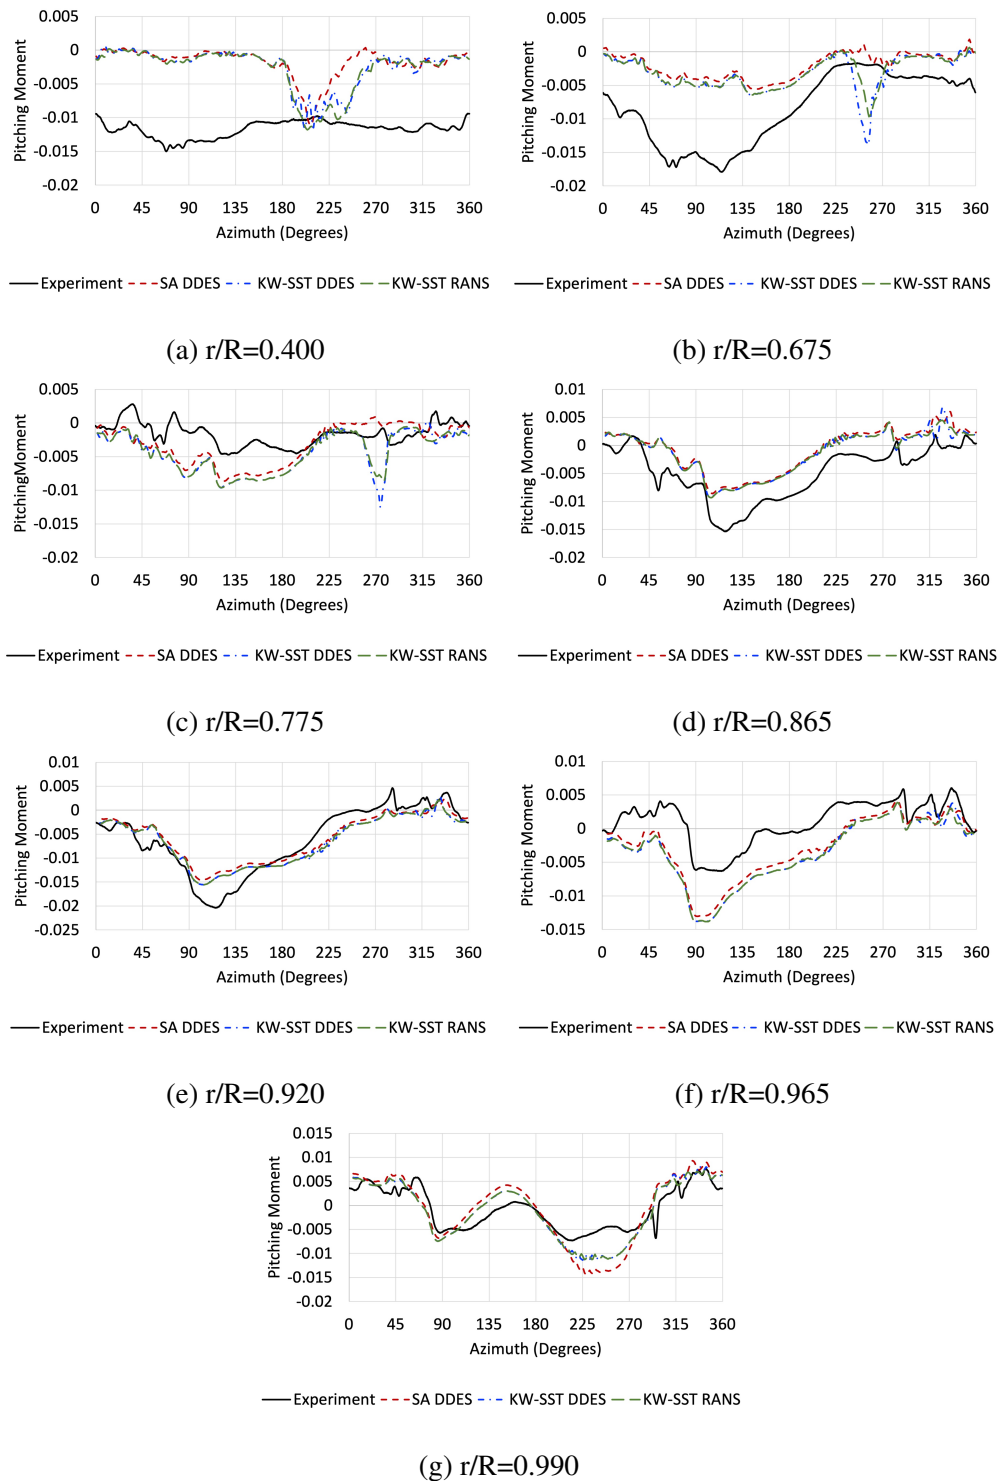 0.005
0
-0.005
-0.01
-0.015
-0.02
Pitching Moment
0 45 90 135 180 225 270 315 360
Azimuth (Degrees)
Experiment SA DDES KW-SST DDES KW-SST RANS
(a) r/R=0.400
0.01
0.005
0
-0.005
-0.01
-0.015
-0.02
Pitching Moment
0 45 90 135 180 225 270 315 360
Azimuth (Degrees)
Experiment SA DDES KW-SST DDES KW-SST RANS
(b) r/R=0.675
0.005
0
-0.005
-0.01
-0.015
-0.02
PitchingMoment
0 45 90 135 180 225 270 315 360
Azimuth (Degrees)
Experiment SA DDES KW-SST DDES KW-SST RANS
(c) r/R=0.775
0.01
0.005
0
-0.005
-0.01
-0.015
-0.02
Pitching Moment
0 45 90 135 180 225 270 315 360
Azimuth (Degrees)
Experiment SA DDES KW-SST DDES KW-SST RANS
(d) r/R=0.865
0.01
0.005
0
-0.005
-0.01
-0.015
-0.02
-0.025
Pitching Moment
0 45 90 135 180 225 270 315 360
Azimuth (Degrees)
Experiment SA DDES KW-SST DDES KW-SST RANS
(e) r/R=0.920
0.01
0.005
0
-0.005
-0.01
-0.015
Pitching Moment
0 45 90 135 180 225 270 315 360
Azimuth (Degrees)
Experiment SA DDES KW-SST DDES KW-SST RANS
(f) r/R=0.965
0.015
0.01
0.005
0
-0.005
-0.01
-0.015
-0.02
Pitching Moment
0 45 90 135 180 225 270 315 360
Azimuth (Degrees)
Experiment SA DDES KW-SST DDES KW-SST RANS
(g) r/R=0.990